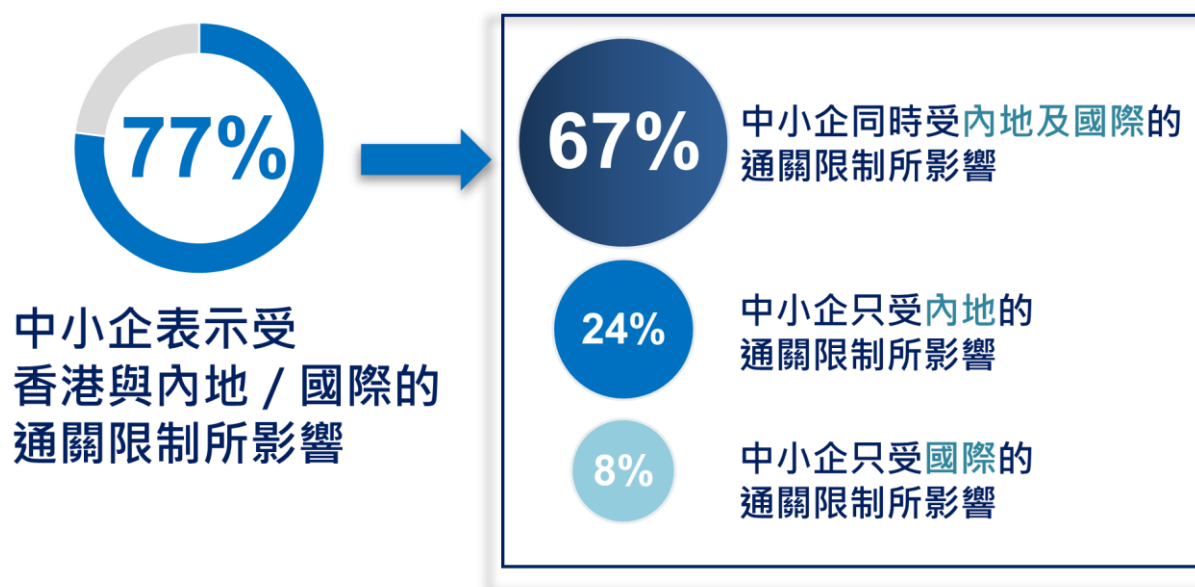 77%
中小企表示受
香港與內地 / 國際的
通關限制所影響
67%
中小企同時受內地及國際的
通關限制所影響
24%
中小企只受內地的
通關限制所影響
8%
中小企只受國際的
通關限制所影響